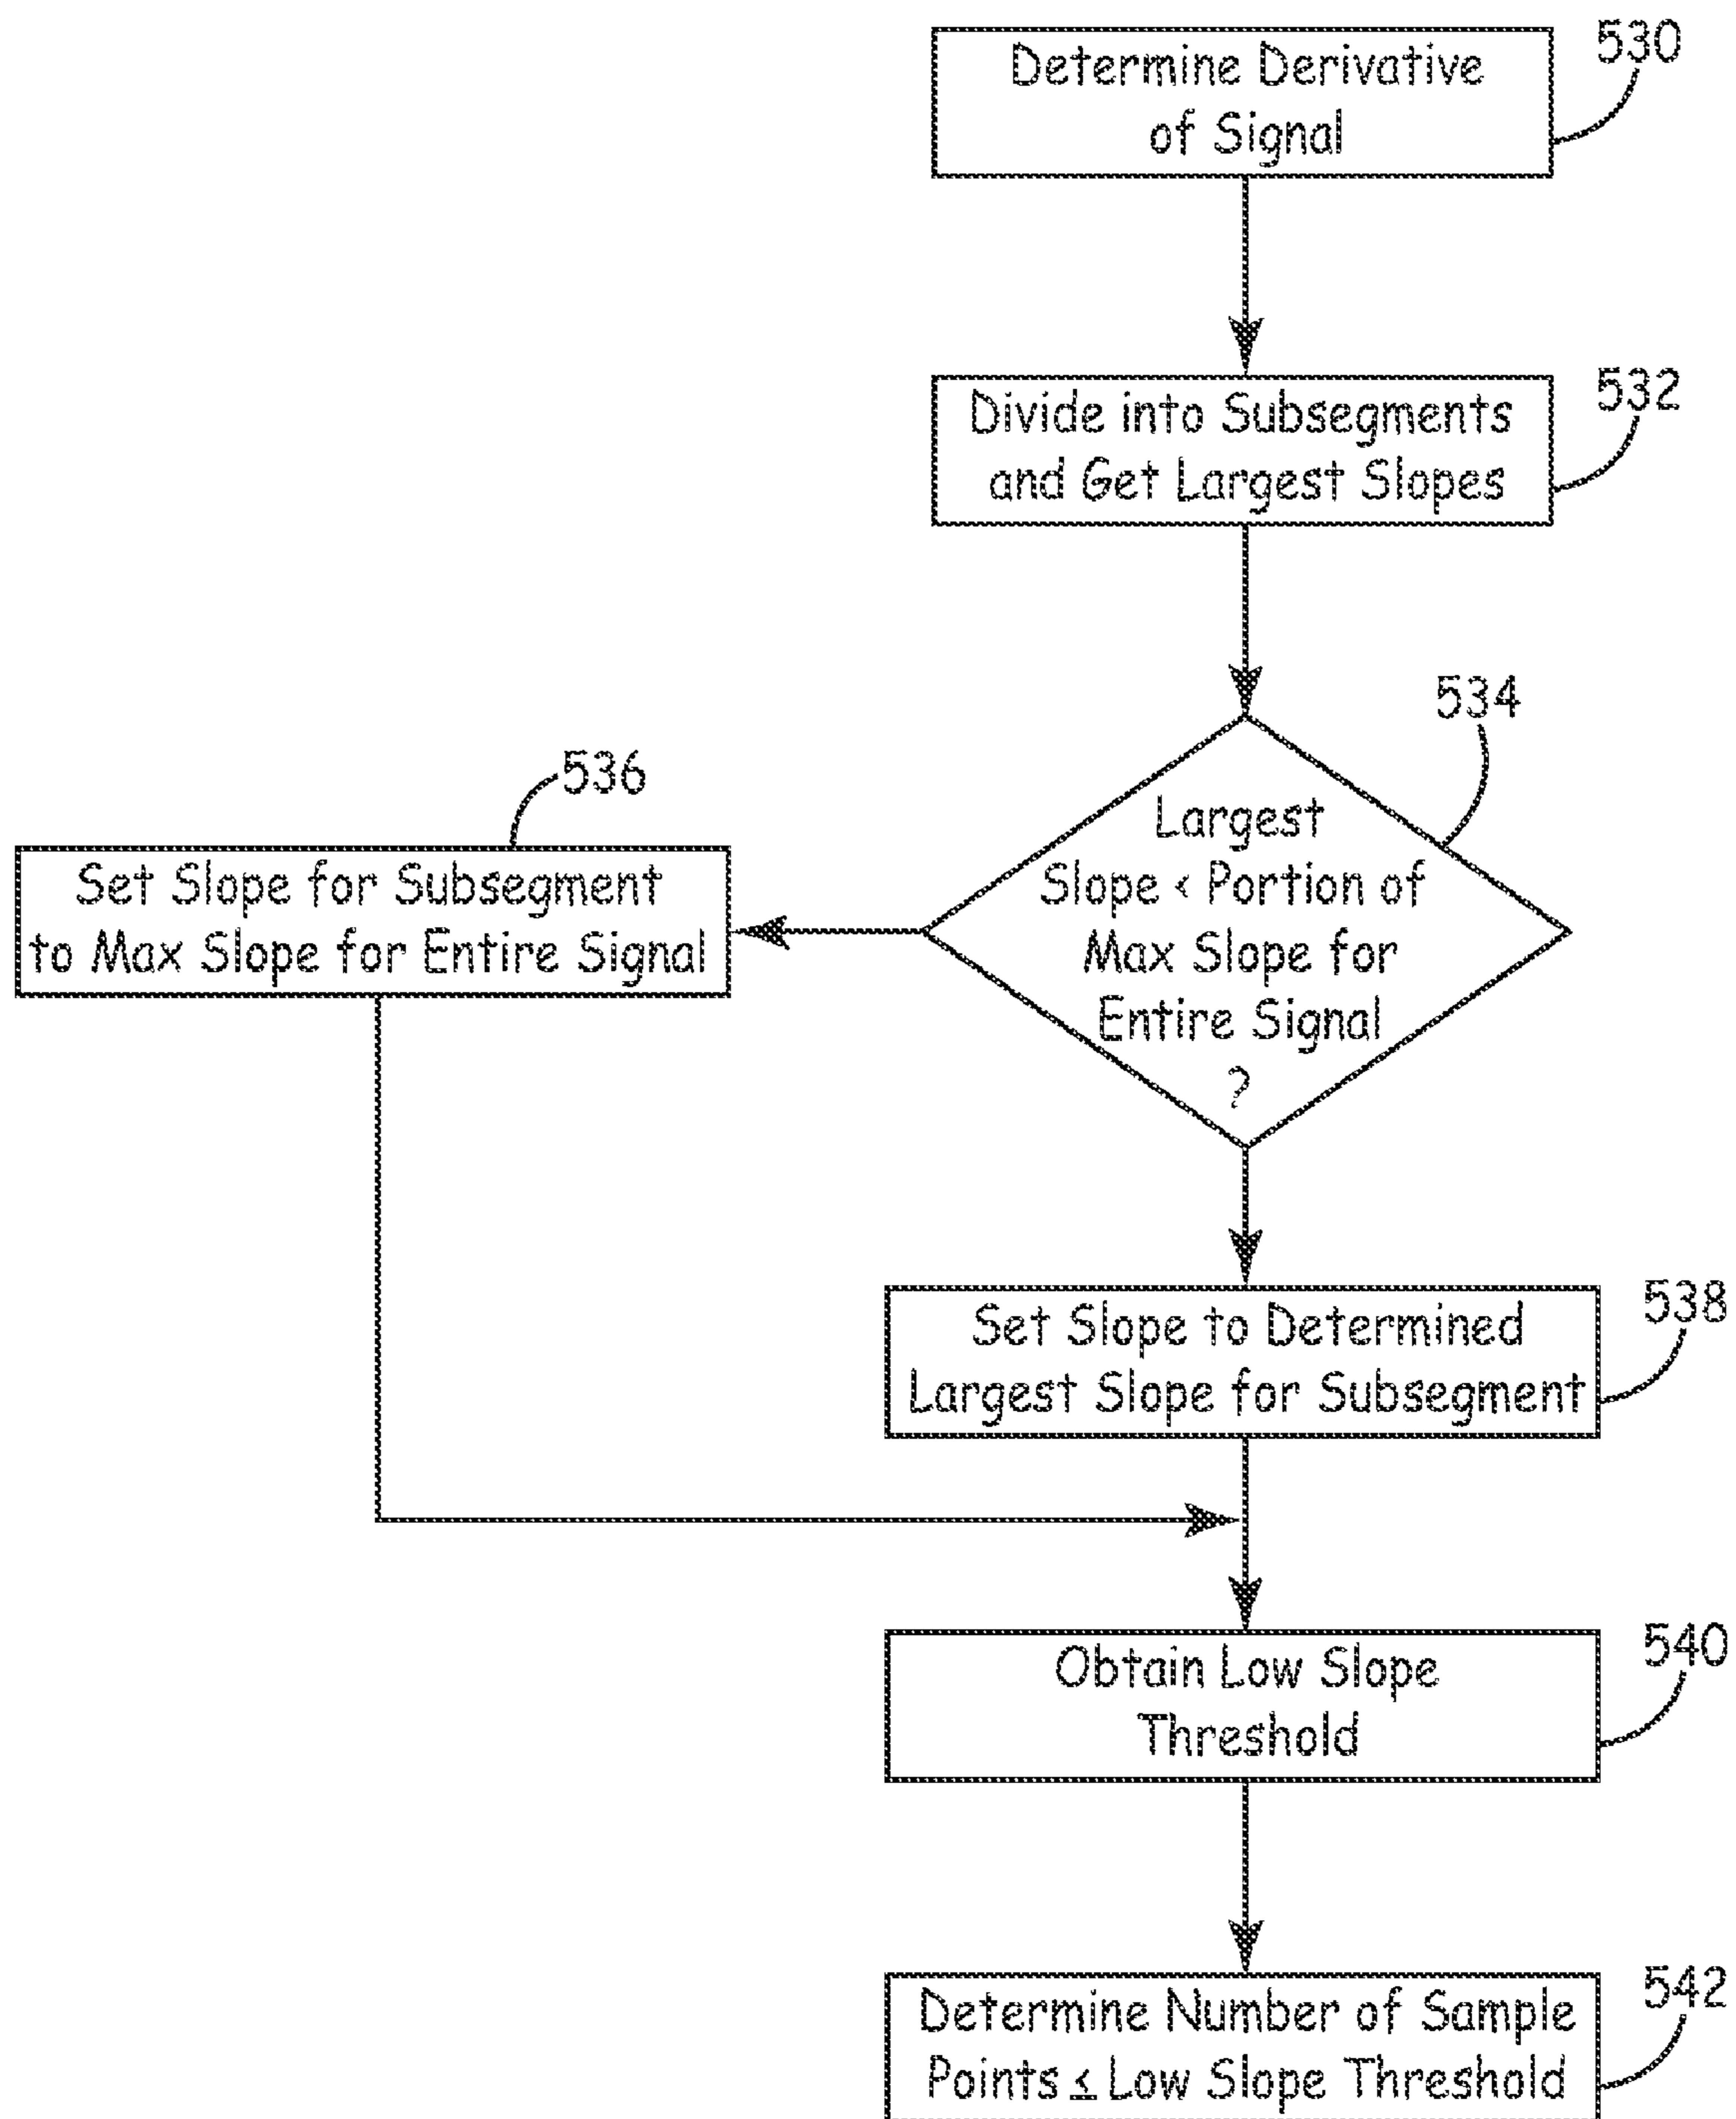 Determine Derivative
of Signal
530
Divide into Subsegments
and Get Largest Slopes
532
534
Largest
Slope < Portion of
Max Slope for
Entire Signal
?
536
Set Slope for Subsegment
to Max Slope for Entire Signal
538
Set Slope to Determined
Largest Slope for Subsegment
540
Obtain Low Slope
Threshold
542
Determine Number of Sample
Points ≤ Low Slope Threshold